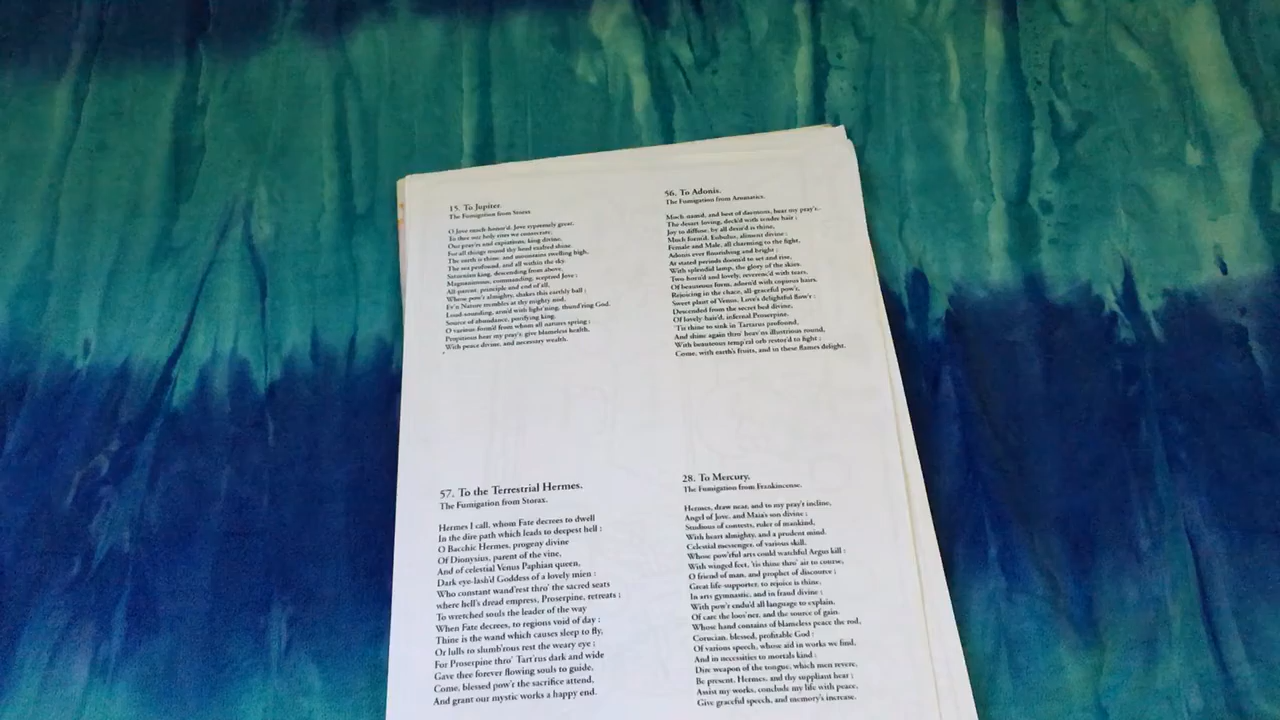 15. To Jupiter.
The Fumigation from Storax
O Jove much-honor'd, Jove supremely great,
To thee our holy rites we consecrate,
Our pray'rs and expiations, king divine,
For all things round thy head exalted shine.
The earth is thine, and mountains swelling high,
The sea profound, and all within the sky.
Saturnian king, descending from above,
Magnanimous, commanding, sceptred Jove;
All-parent, principle and end of all,
Whose pow'r almighty, shakes this earthly ball;
Ev'n Nature trembles at thy mighty nod,
Loud-sounding, arm'd with light'ning, thund'ring God.
Source of abundance, purifying king,
O various-form'd from whom all natures spring;
Propitious hear my pray'r, give blameless health,
With peace divine, and necessary wealth.
56. To Adonis.
The Fumigation from Aromatics.
Much nam'd, and best of dæmons, hear my pray'r,
The desart loving, deck'd with tender hair;
Joy to diffuse, by all desir'd is thine,
Much form'd, Eubulus, aliment divine;
Female and Male, all charming to the sight,
Adonis ever flourishing and bright;
At stated periods doom'd to set and rise,
With splendid lamp, the glory of the skies.
Two horn'd and lovely, reverenc'd with tears,
Of beauteous form, adorn'd with copious hairs.
Rejoicing in the chace, all-graceful pow'r,
Sweet plant of Venus, Love's delightful flow'r:
Descended from the secret bed divine,
Of lovely-hair'd, infernal Proserpine.
'Tis thine to sink in Tartarus profound,
And shine again thro' heav'ns illustrious round,
With beauteous temp'ral orb restor'd to sight;
Come, with earth's fruits, and in these flames delight.
57. To the Terrestrial Hermes.
The Fumigation from Storax.
Hermes I call, whom Fate decrees to dwell
In the dire path which leads to deepest hell:
O Bacchic Hermes, progeny divine
Of Dionysius, parent of the vine,
And of celestial Venus Paphian queen,
Dark eye-lash'd Goddess of a lovely mien:
Who constant wand'rest thro' the sacred seats
where hell's dread empress, Proserpine, retreats;
To wretched souls the leader of the way
When Fate decrees, to regions void of day:
Thine is the wand which causes sleep to fly,
Or lulls to slumb'rous rest the weary eye;
For Proserpine thro' Tart'rus dark and wide
Gave thee forever flowing souls to guide,
Come, blessed pow'r the sacrifice attend,
And grant our mystic works a happy end.
28. To Mercury.
The Fumigation from Frankincense.
Hermes, draw near, and to my pray'r incline,
Angel of Jove, and Maia's son divine;
Studious of contests, ruler of mankind,
With heart almighty, and a prudent mind.
Celestial messenger, of various skill,
Whose pow'rful arts could watchful Argus kill:
With winged feet, 'tis thine thro' air to course,
O friend of man, and prophet of discourse;
Great life-supporter, to rejoice is thine,
In arts gymnastic, and in fraud divine;
With pow'r endu'd all language to explain,
Of care the loos'ner, and the source of gain.
Whose hand contains of blameless peace the rod,
Corucian, blessed, profitable God;
Of various speech, whose aid in works we find,
And in necessities to mortals kind:
Dire weapon of the tongue, which men revere,
Be present, Hermes, and thy suppliant hear;
Assist my works, conclude my life with peace,
Give graceful speech, and memory's increase.